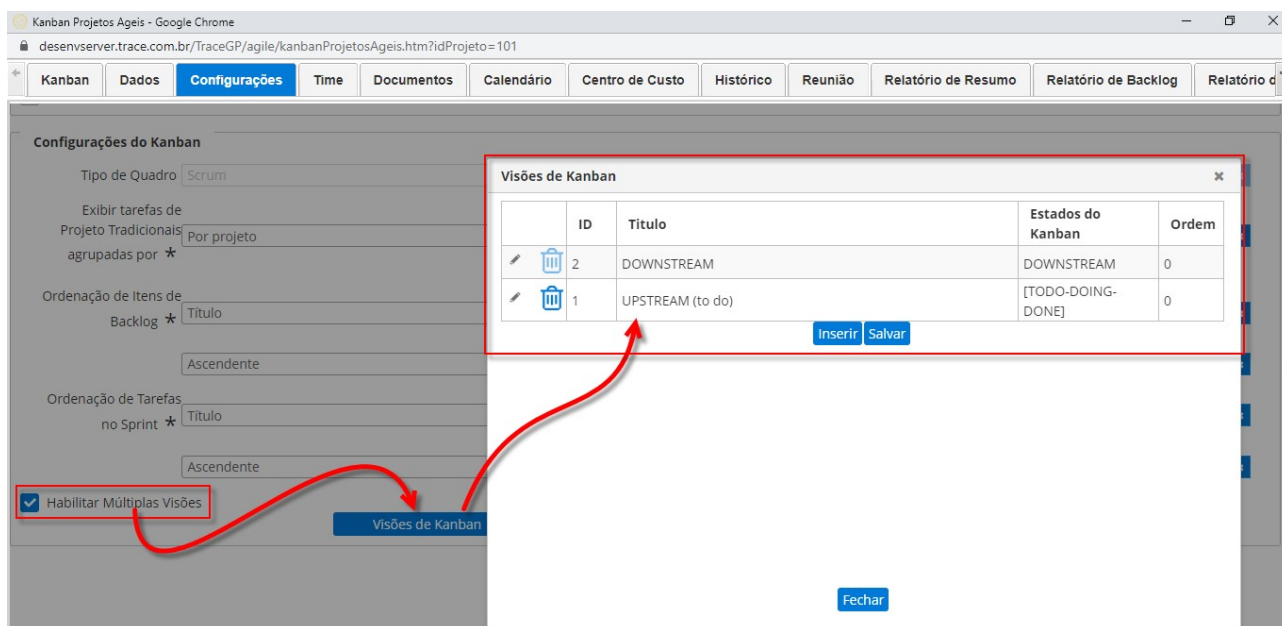 Kanban Projetos Ageis - Google Chrome
desenvserver.trace.com.br/TraceGP/agile/kanbanProjetosAgeis.htm?idProjeto=101
Kanban Dados Configurações Time Documentos Calendário Centro de Custo Histórico Reunião Relatório de Resumo Relatório de Backlog Relatório d
Configurações do Kanban
Tipo de Quadro Scrum
Exibir tarefas de
Projeto Tradicionais
agrupadas por * Por projeto
Ordenação de Itens de
Backlog * Título
Ascendente
Ordenação de Tarefas
no Sprint * Título
Ascendente
Habilitar Múltiplas Visões
Visões de Kanban
Visões de Kanban
ID Titulo Estados do
Kanban Ordem
2 DOWNSTREAM DOWNSTREAM 0
1 UPSTREAM (to do) [TODO-DOING-
DONE] 0
Inserir Salvar
Fechar